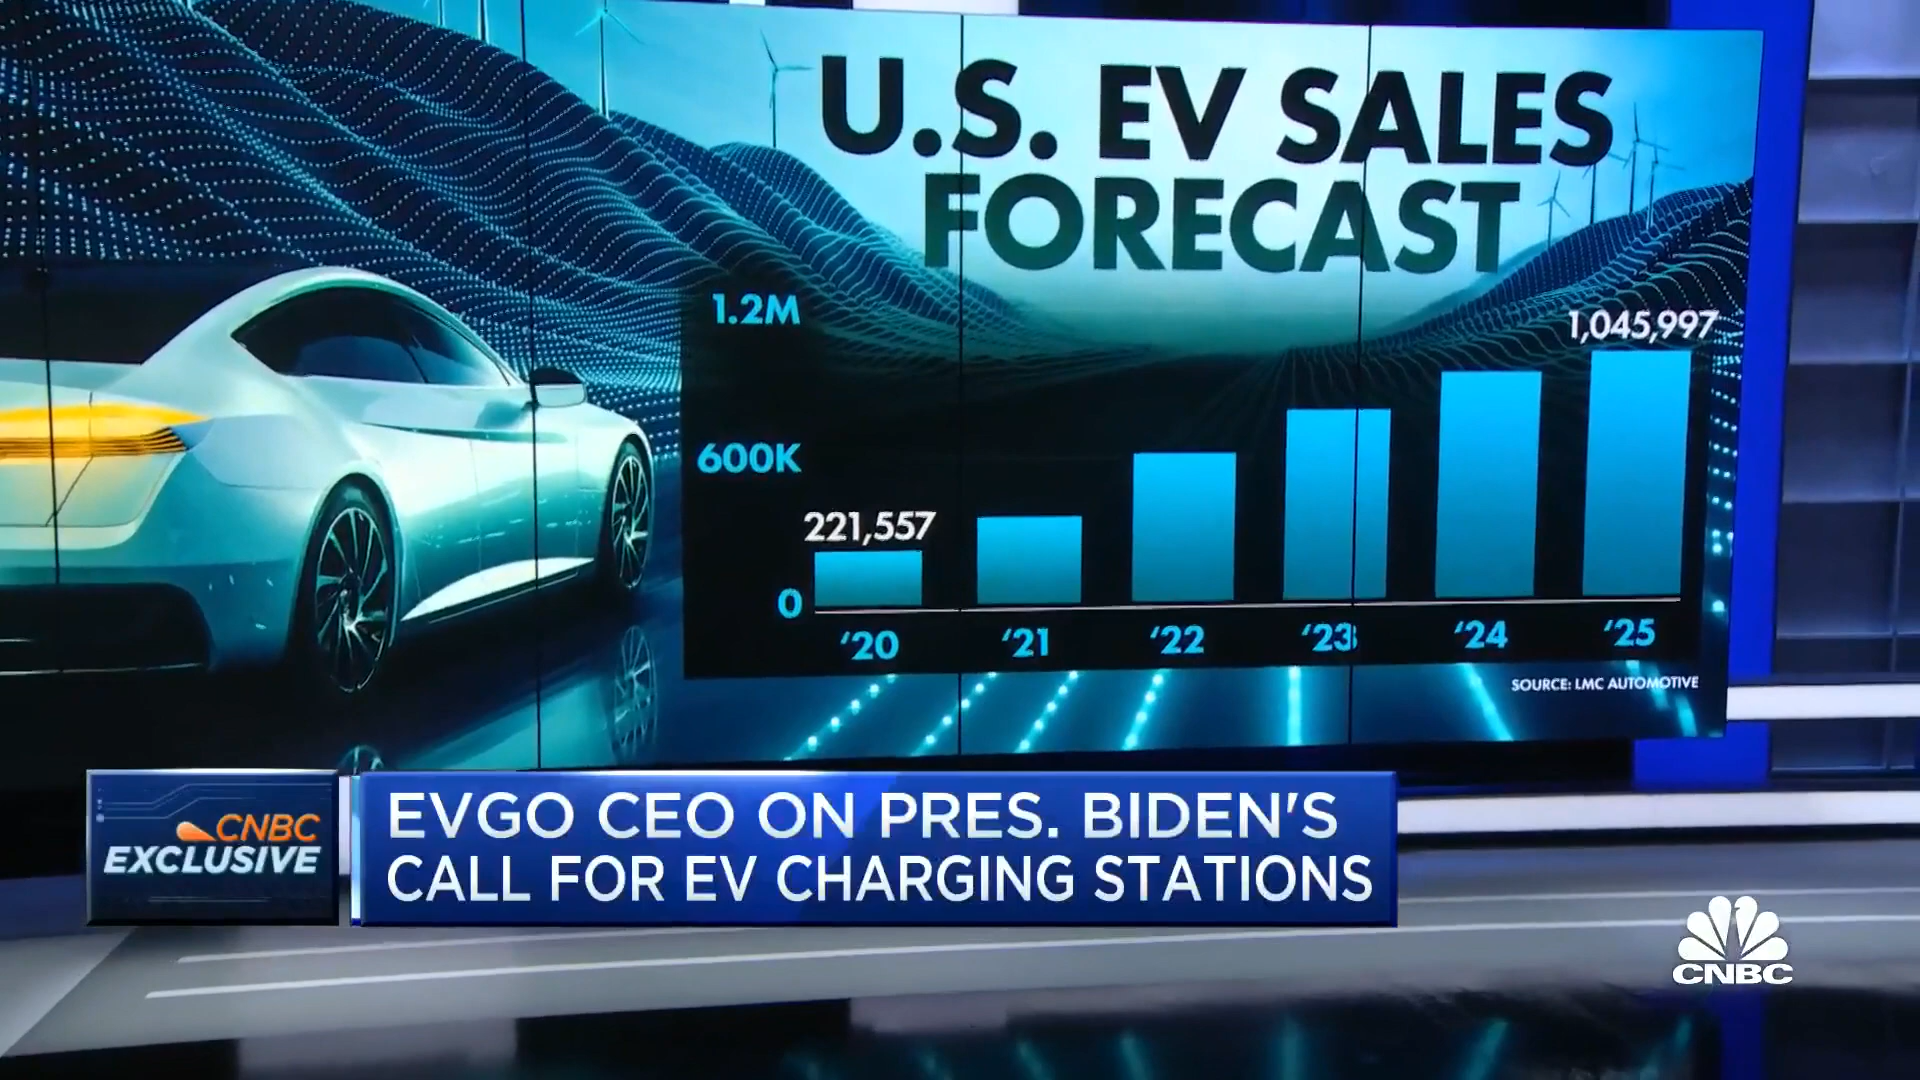 U.S. EV SALES
FORECAST
1.2M
600K
0
221,557
1,045,997
‘20
‘21
‘22
‘23
‘24
‘25
SOURCE: LMC AUTOMOTIVE
CNBC
EXCLUSIVE
EVGO CEO ON PRES. BIDEN'S
CALL FOR EV CHARGING STATIONS
CNBC